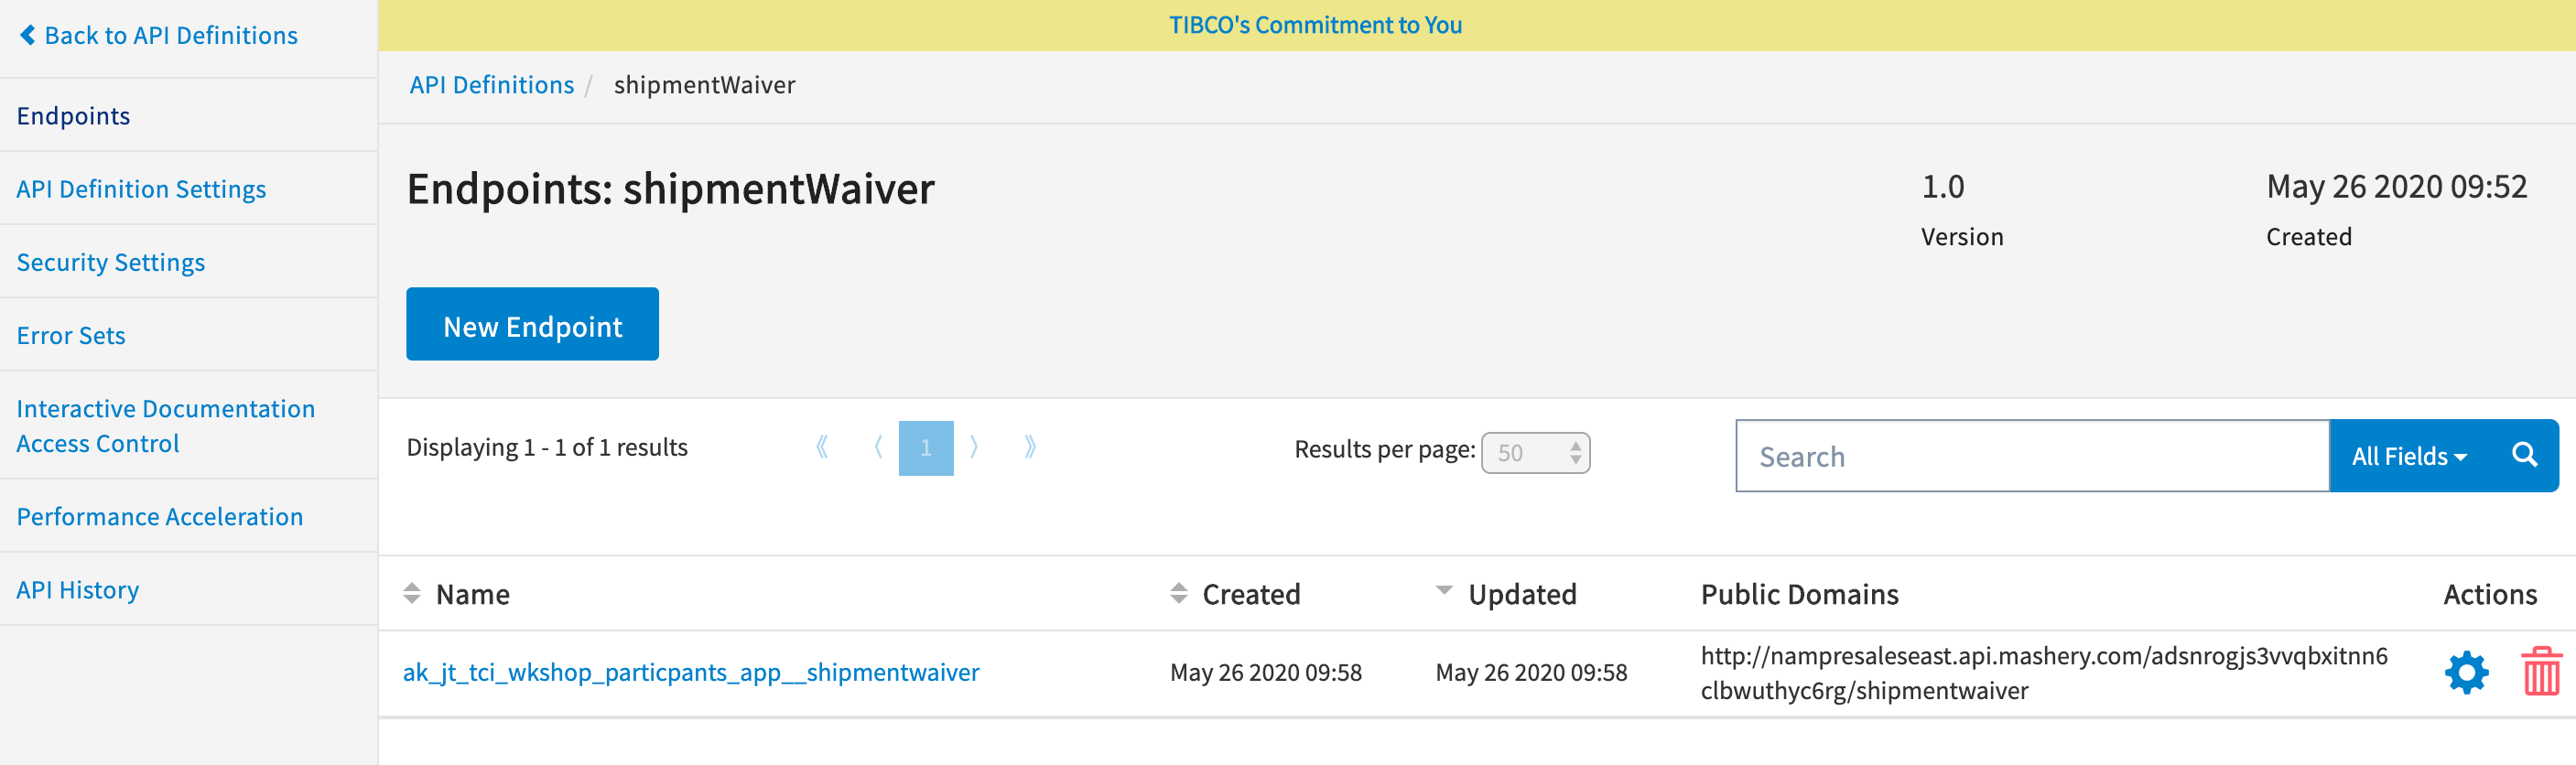 Back to API Definitions
Endpoints
API Definition Settings
Security Settings
Error Sets
Interactive Documentation
Access Control
Performance Acceleration
API History
TIBCO's Commitment to You
API Definitions / shipmentWaiver
Endpoints: shipmentWaiver
1.0
Version
May 26 2020 09:52
Created
New Endpoint
Displaying 1 - 1 of 1 results
1
Results per page: 50
Search
All Fields
Name Created Updated Public Domains Actions
ak_jt_tci_wkshop_particpants_app__shipmentwaiver May 26 2020 09:58 May 26 2020 09:58
http://nampresaleseast.api.mashery.com/adsnrogjs3vvqbxitnn6
clbwuthyc6rg/shipmentwaiver